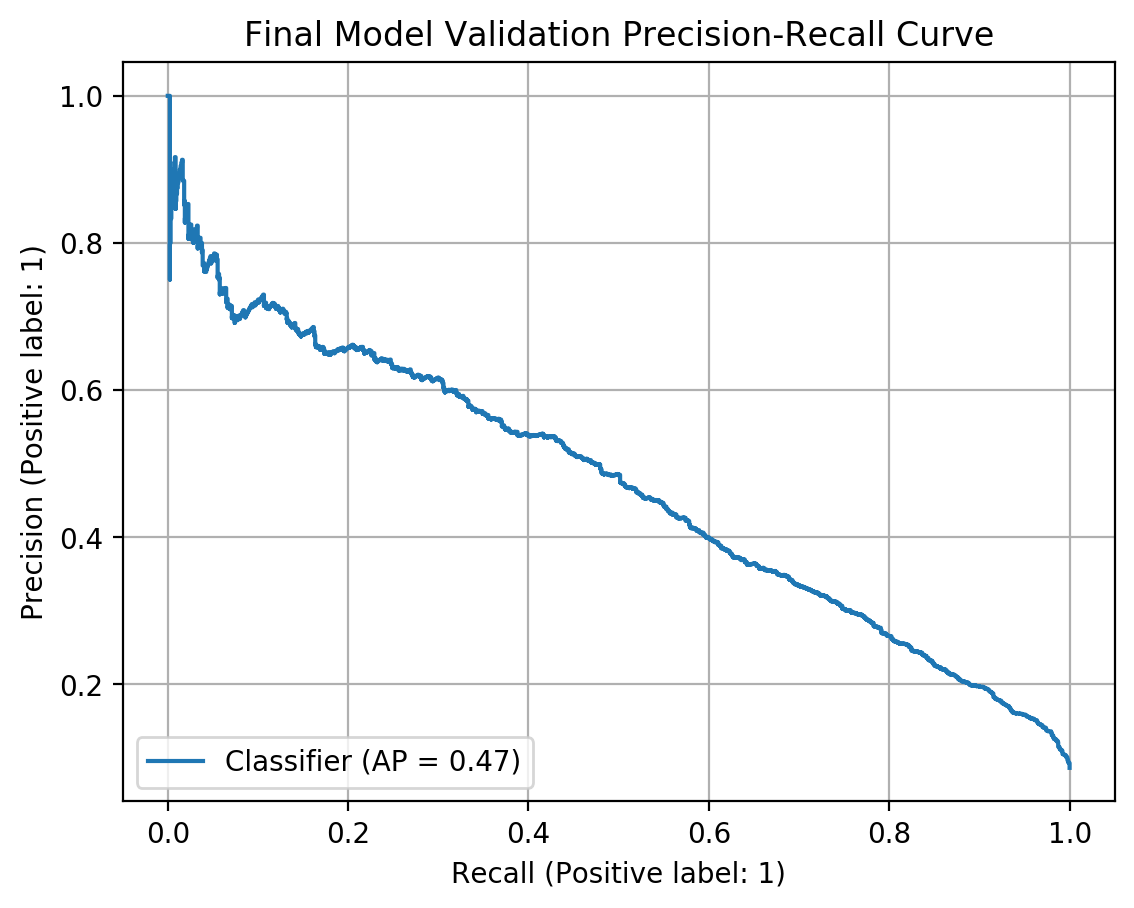 Final Model Validation Precision-Recall Curve
1.0
0.8
0.6
0.4
0.2
Precision (Positive label: 1)
Classifier (AP = 0.47)
0.0 0.2 0.4 0.6 0.8 1.0
Recall (Positive label: 1)